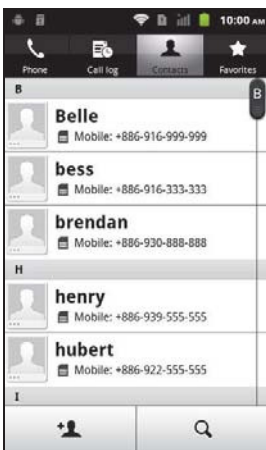 10:00 AM
Phone Call log Contacts Favorites
B
B
Belle
Mobile: +886-916-999-999
bess
Mobile: +886-916-333-333
brendan
Mobile: +886-930-888-888
H
henry
Mobile: +886-939-555-555
hubert
Mobile: +886-922-555-555
I